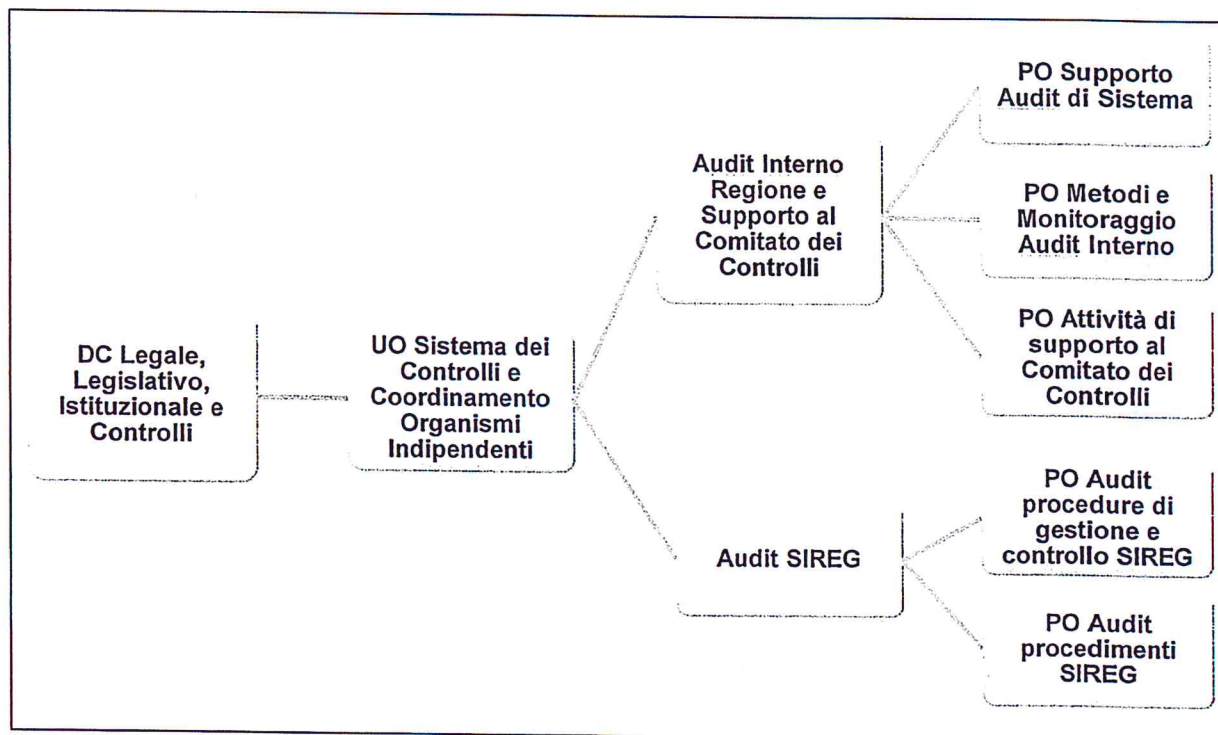 DC Legale,
Legislativo,
Istituzionale e
Controlli
UO Sistema dei
Controlli e
Coordinamento
Organismi
Indipendenti
Audit Interno
Regione e
Supporto al
Comitato dei
Controlli
PO Supporto
Audit di Sistema
PO Metodi e
Monitoraggio
Audit Interno
PO Attività di
supporto al
Comitato dei
Controlli
Audit SIREG
PO Audit
procedure di
gestione e
controllo SIREG
PO Audit
procedimenti
SIREG